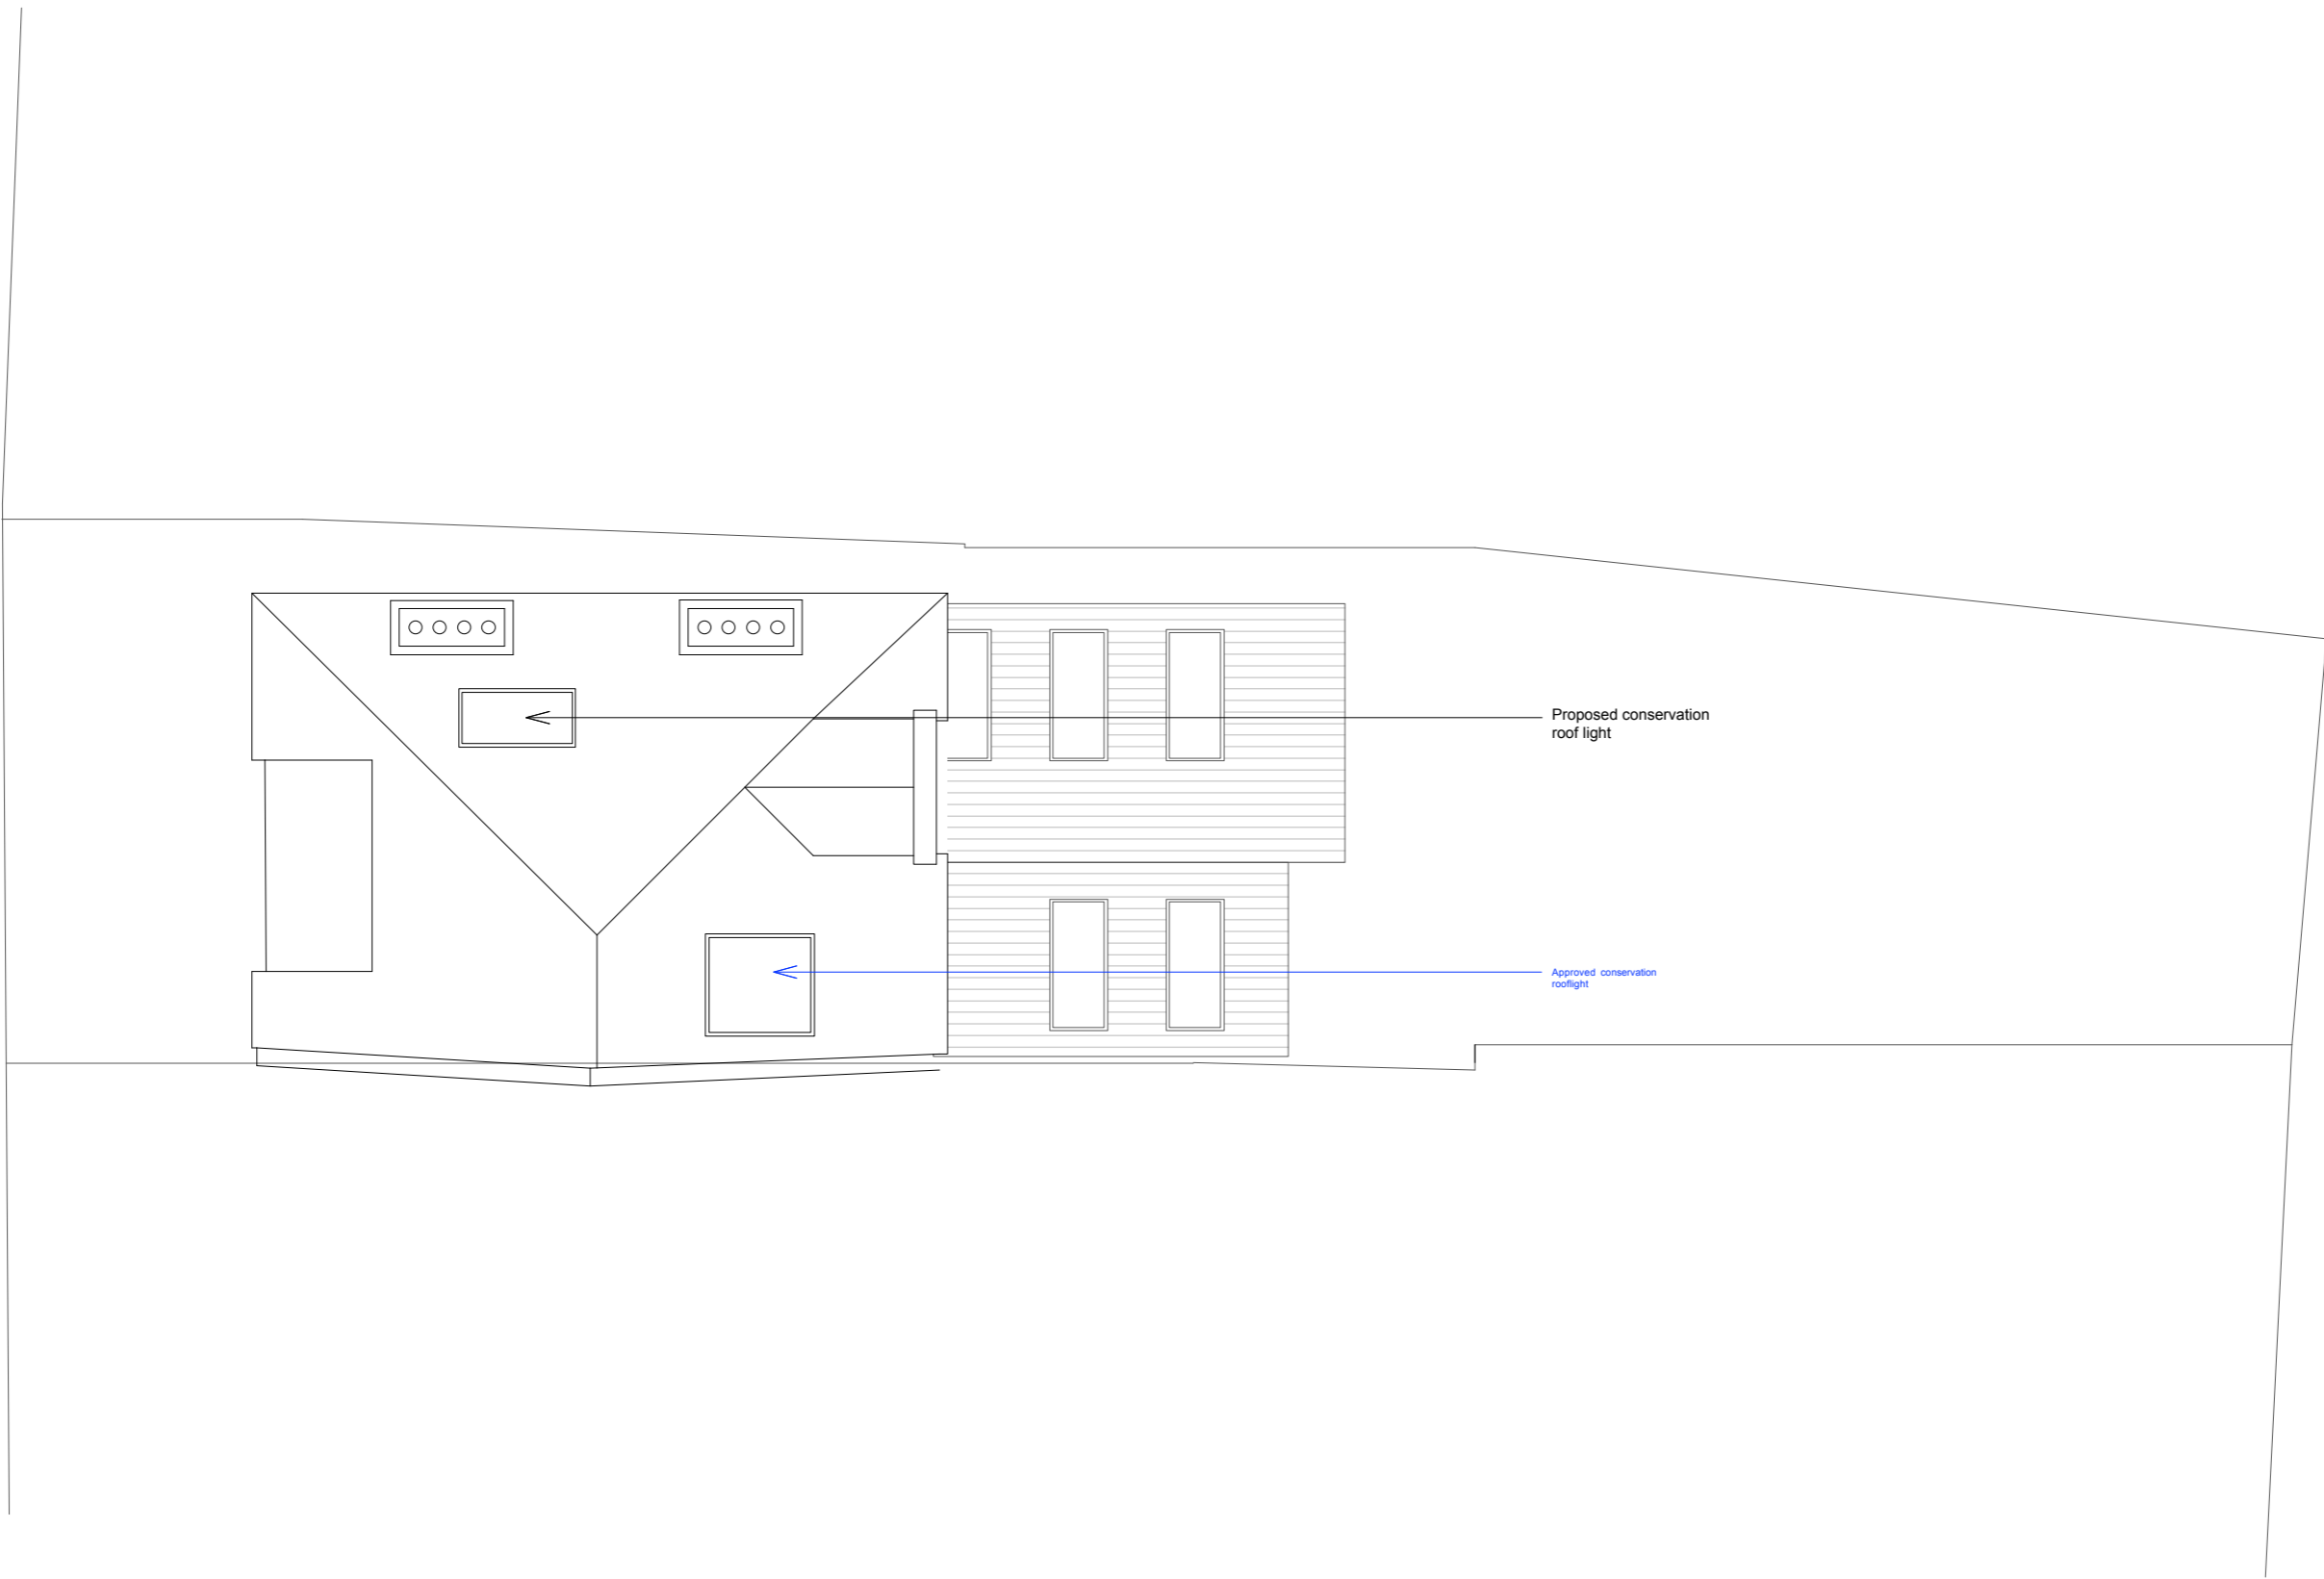 Proposed conservation
roof light
Approved conservation
rooflight